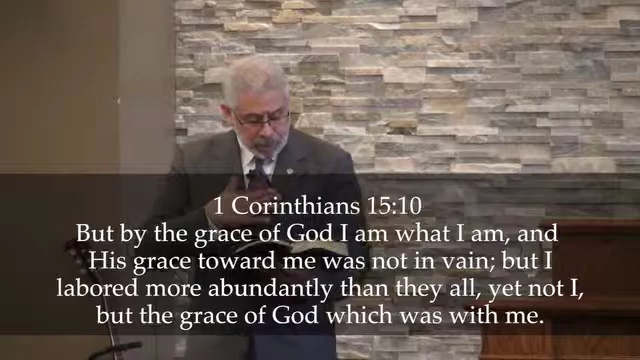 1 Corinthians 15:10
But by the grace of God I am what I am, and
His grace toward me was not in vain; but I
labored more abundantly than they all, yet not I,
but the grace of God which was with me.